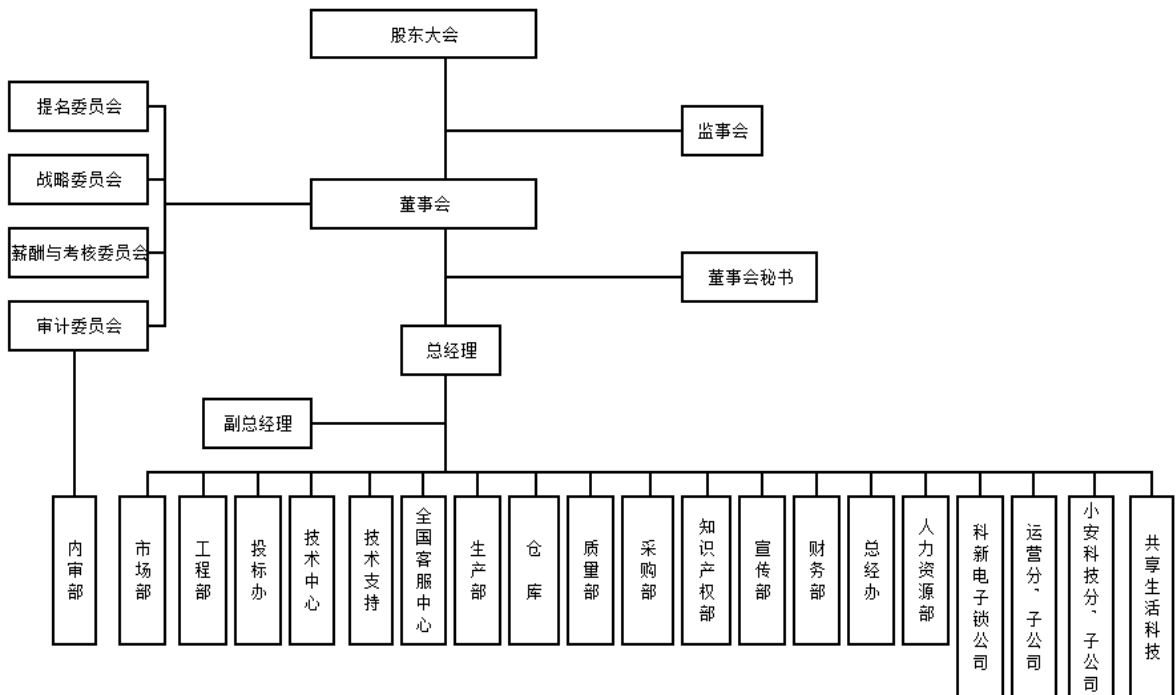 股东大会
提名委员会
监事会
战略委员会
董事会
薪酬与考核委员会
董事会秘书
审计委员会
总经理
副总经理
内审部
市场部
工程部
投标办
技术中心
技术支持
全国客服中心
生产部
仓库
质量部
采购部
知识产权部
宣传部
财务部
总经办
人力资源部
科新电子锁公司
运营分、子公司
小安科技分、子公司
共享生活科技